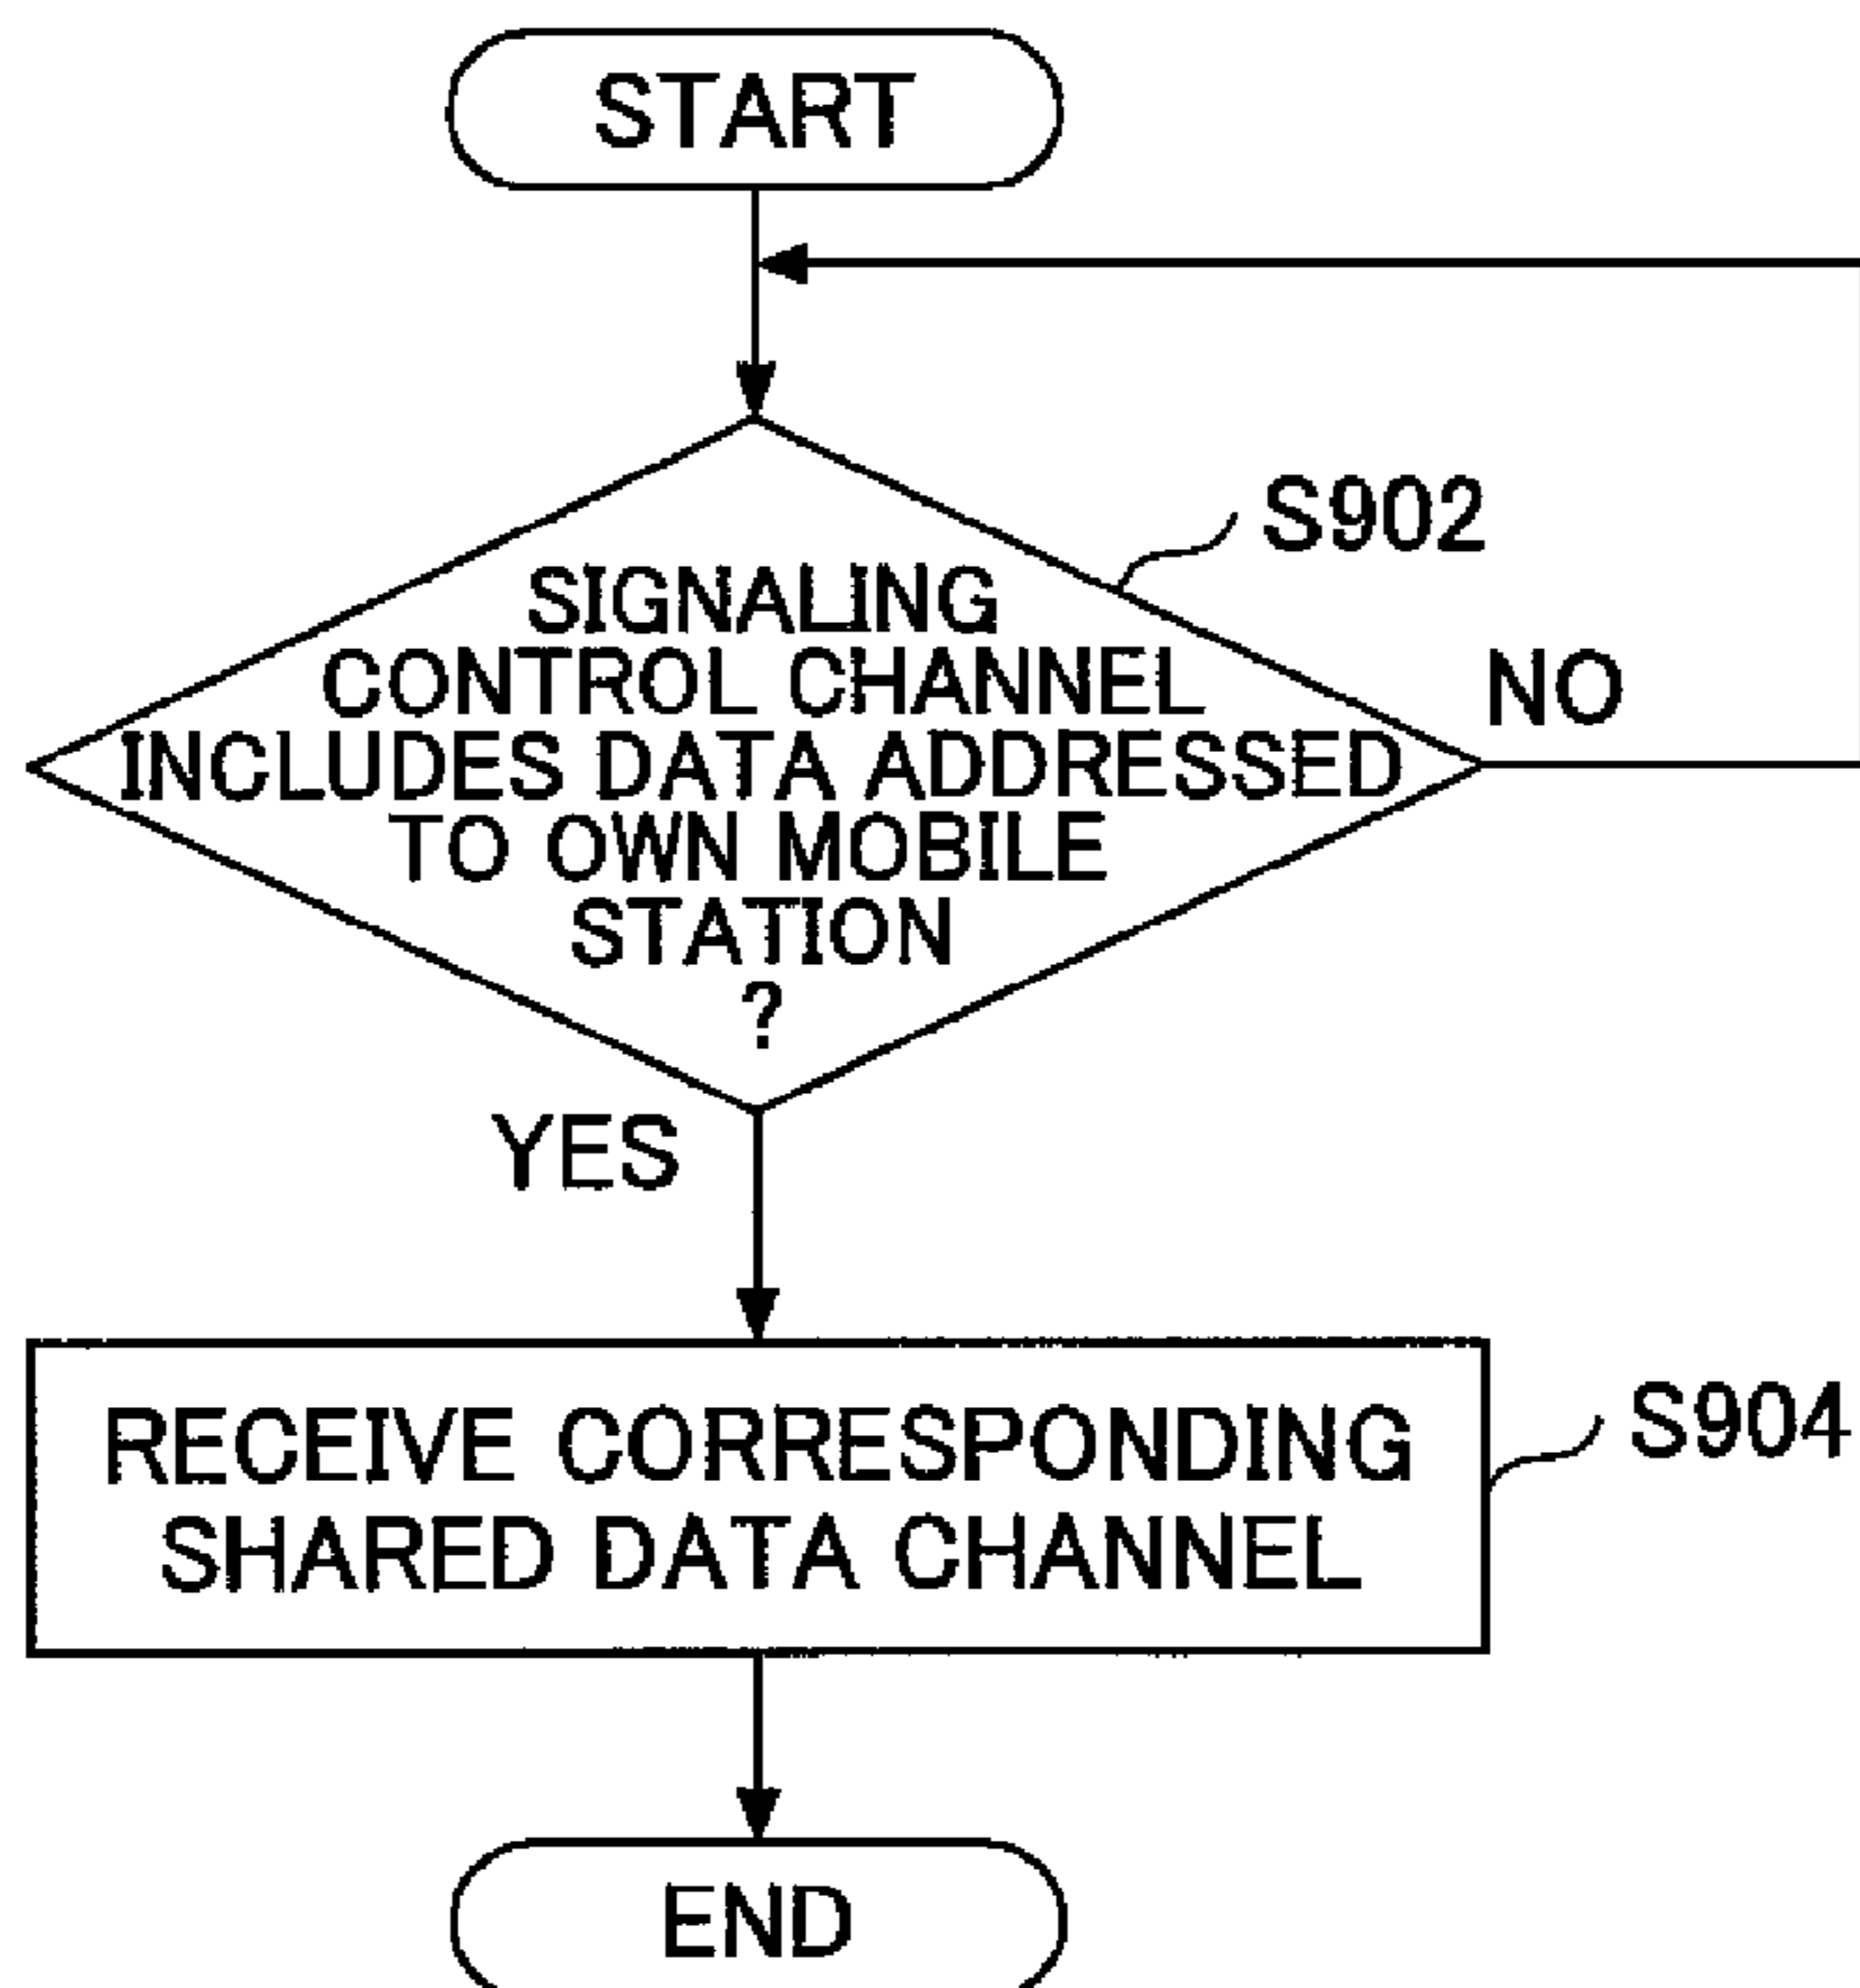 START
S902
SIGNALING
CONTROL CHANNEL
INCLUDES DATA ADDRESSED
TO OWN MOBILE
STATION
?
NO
YES
RECEIVE CORRESPONDING
SHARED DATA CHANNEL
S904
END